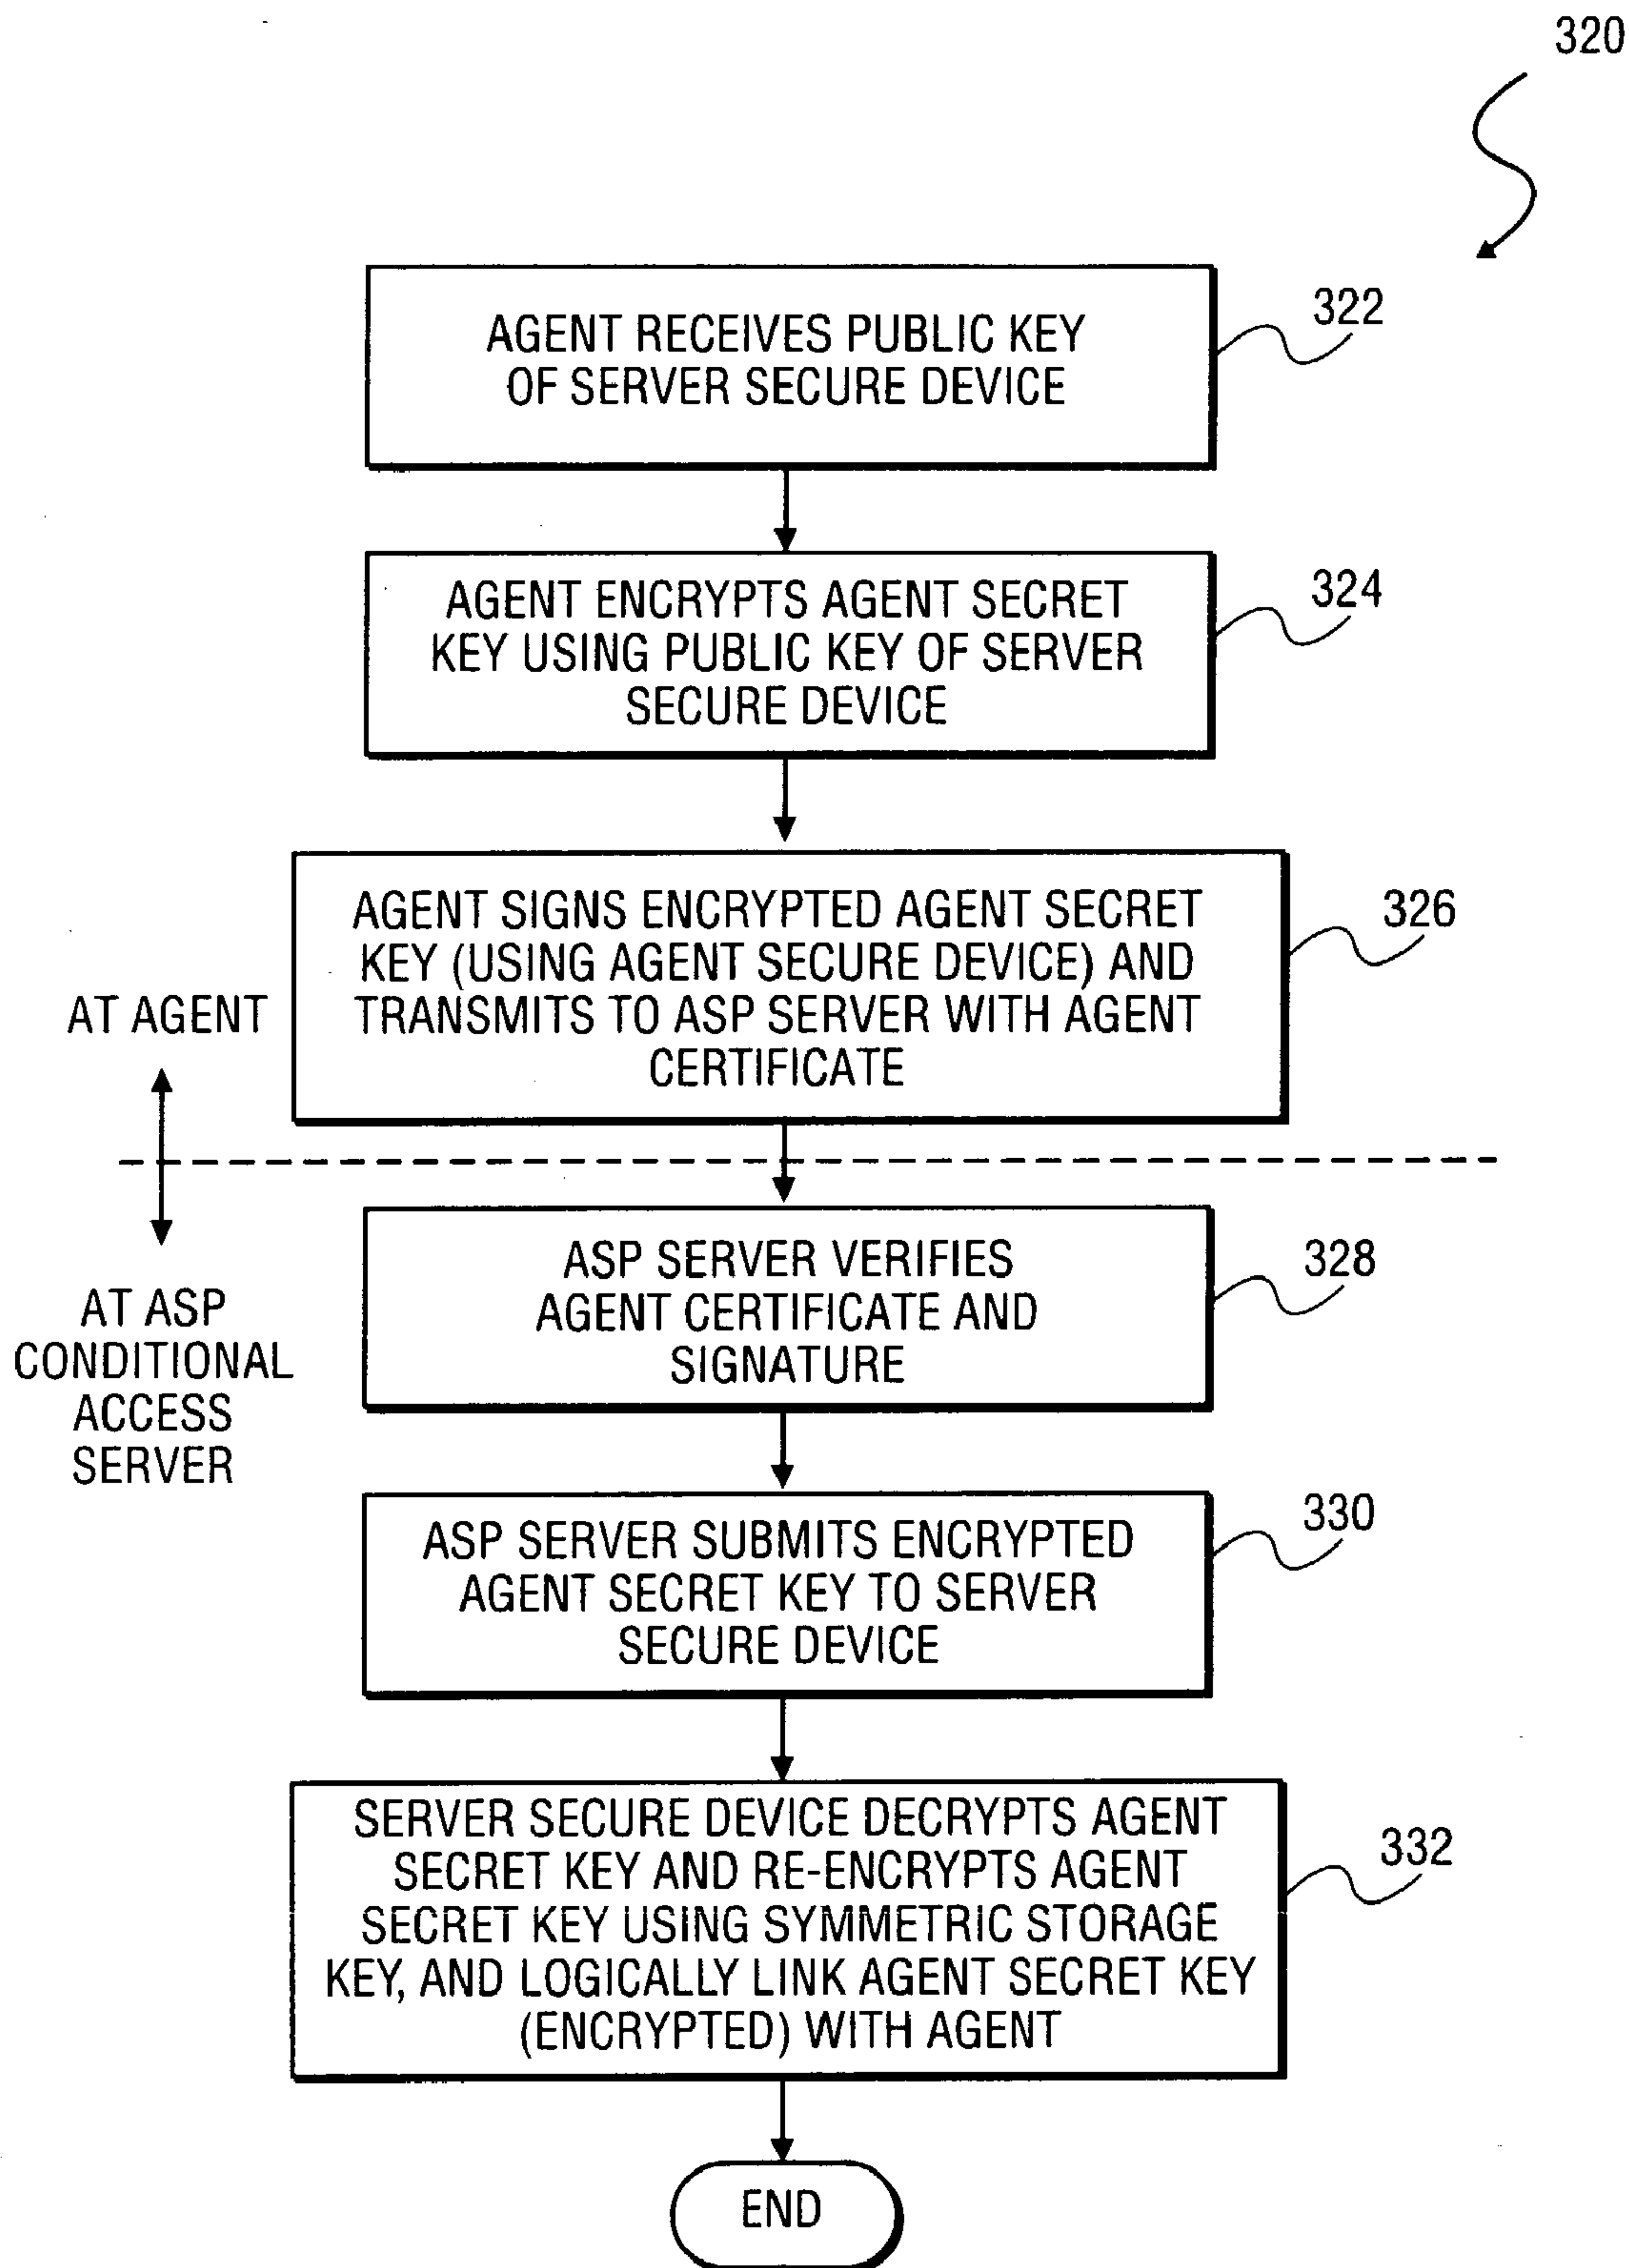 320
AGENT RECEIVES PUBLIC KEY
OF SERVER SECURE DEVICE
322
AGENT ENCRYPTS AGENT SECRET
KEY USING PUBLIC KEY OF SERVER
SECURE DEVICE
324
AGENT SIGNS ENCRYPTED AGENT SECRET
KEY (USING AGENT SECURE DEVICE) AND
TRANSMITS TO ASP SERVER WITH AGENT
CERTIFICATE
326
AT AGENT
AT ASP
CONDITIONAL
ACCESS
SERVER
ASP SERVER VERIFIES
AGENT CERTIFICATE AND
SIGNATURE
328
ASP SERVER SUBMITS ENCRYPTED
AGENT SECRET KEY TO SERVER
SECURE DEVICE
330
SERVER SECURE DEVICE DECRYPTS AGENT
SECRET KEY AND RE-ENCRYPTS AGENT
SECRET KEY USING SYMMETRIC STORAGE
KEY, AND LOGICALLY LINK AGENT SECRET KEY
(ENCRYPTED) WITH AGENT
332
END